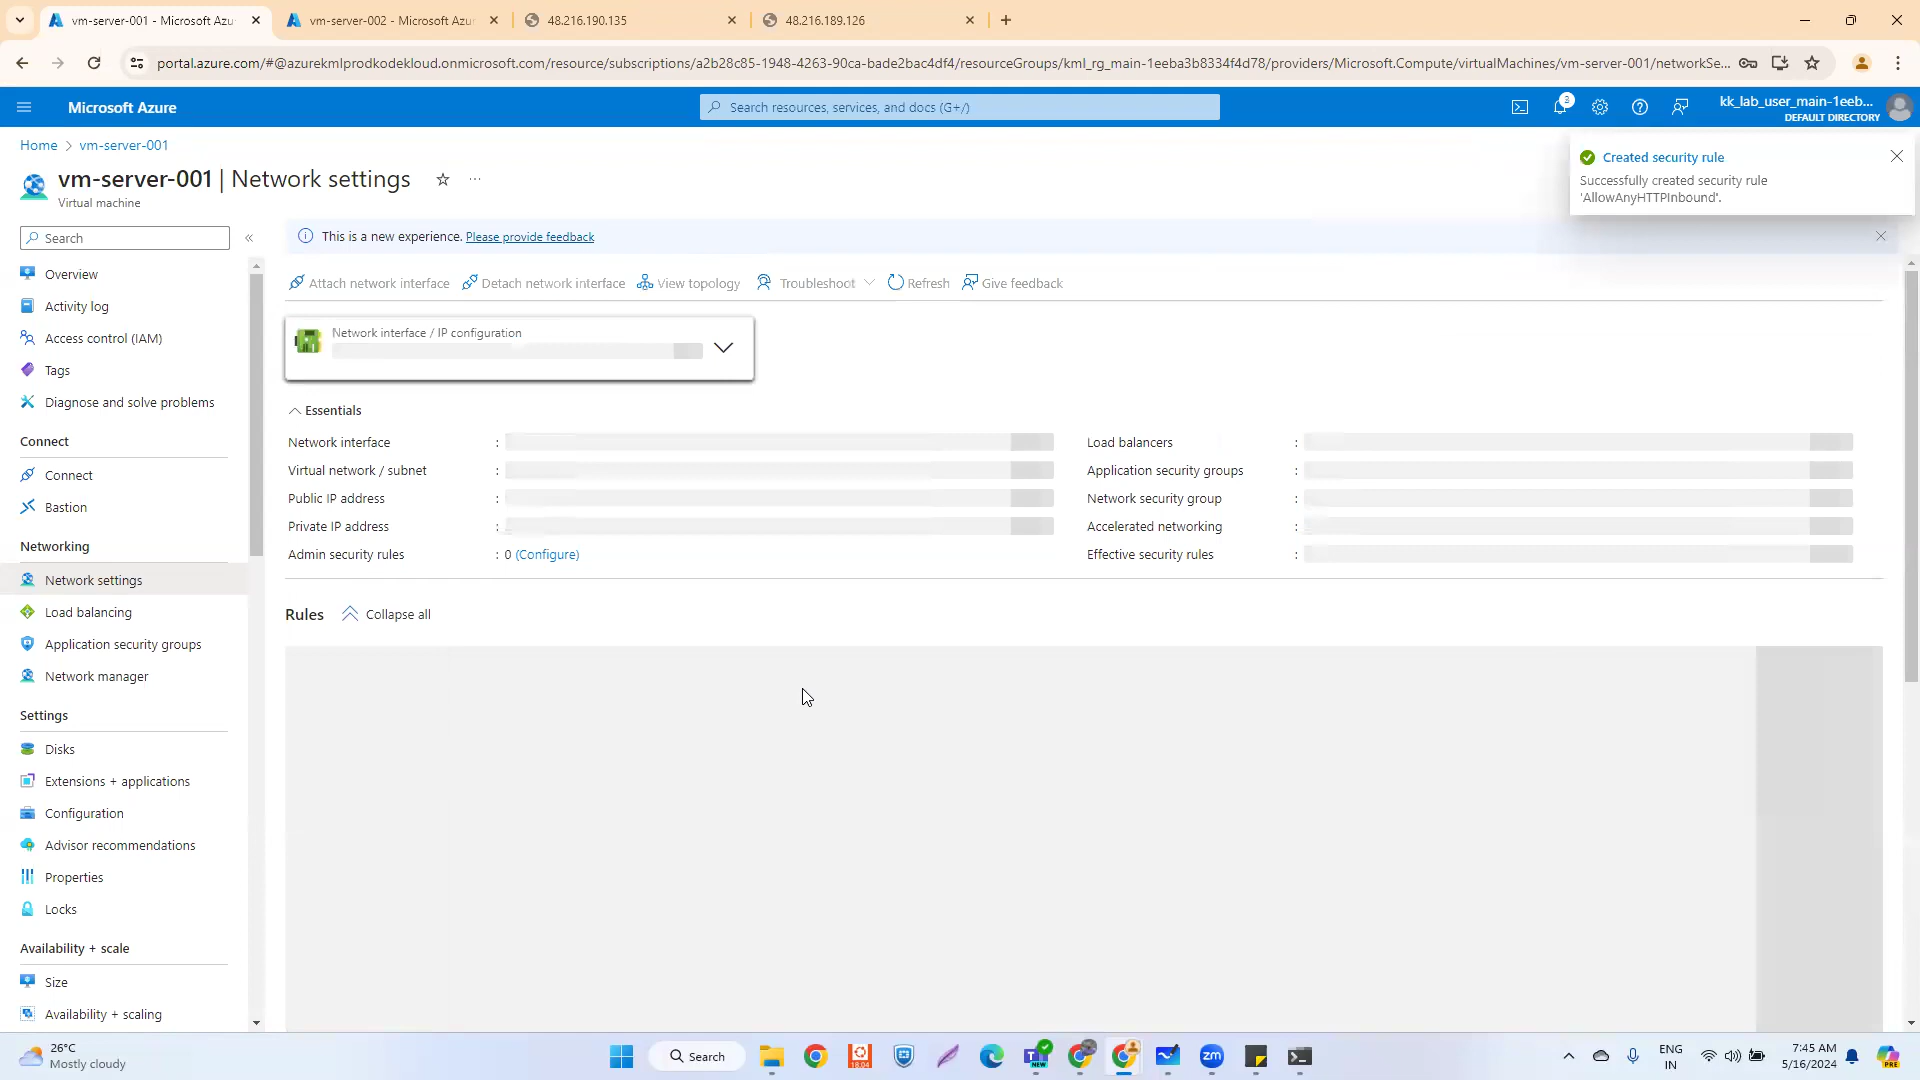 vm-server-001 - Microsoft Azu
vm-server-002 - Microsoft Azu
48.216.190.135
48.216.189.126
portal.azure.com/#@azurekmlprodkodekloud.onmicrosoft.com/resource/subscriptions/a2b28c85-1948-4263-90ca-bade2bac4df4/resourceGroups/kml_rg_main-1eeba3b8334f4d78/providers/Microsoft.Compute/virtualMachines/vm-server-001/networkSe...
Microsoft Azure
Search resources, services, and docs (G+/)
kk_lab_user_main-1eeb...
DEFAULT DIRECTORY
Home > vm-server-001
vm-server-001 | Network settings
Virtual machine
Created security rule
Successfully created security rule
'AllowAnyHTTPInbound'.
Search
This is a new experience. Please provide feedback
Overview
Activity log
Access control (IAM)
Tags
Diagnose and solve problems
Connect
Connect
Bastion
Networking
Network settings
Load balancing
Application security groups
Network manager
Settings
Disks
Extensions + applications
Configuration
Advisor recommendations
Properties
Locks
Availability + scale
Size
Availability + scaling
Attach network interface
Detach network interface
View topology
Troubleshoot
Refresh
Give feedback
Network interface / IP configuration
Essentials
Network interface :
Virtual network / subnet :
Public IP address :
Private IP address :
Admin security rules : 0 (Configure)
Load balancers :
Application security groups :
Network security group :
Accelerated networking :
Effective security rules :
Rules
Collapse all
26°C
Mostly cloudy
Search
18.04
NEW
zm
ENG
IN
7:45 AM
5/16/2024
PRE